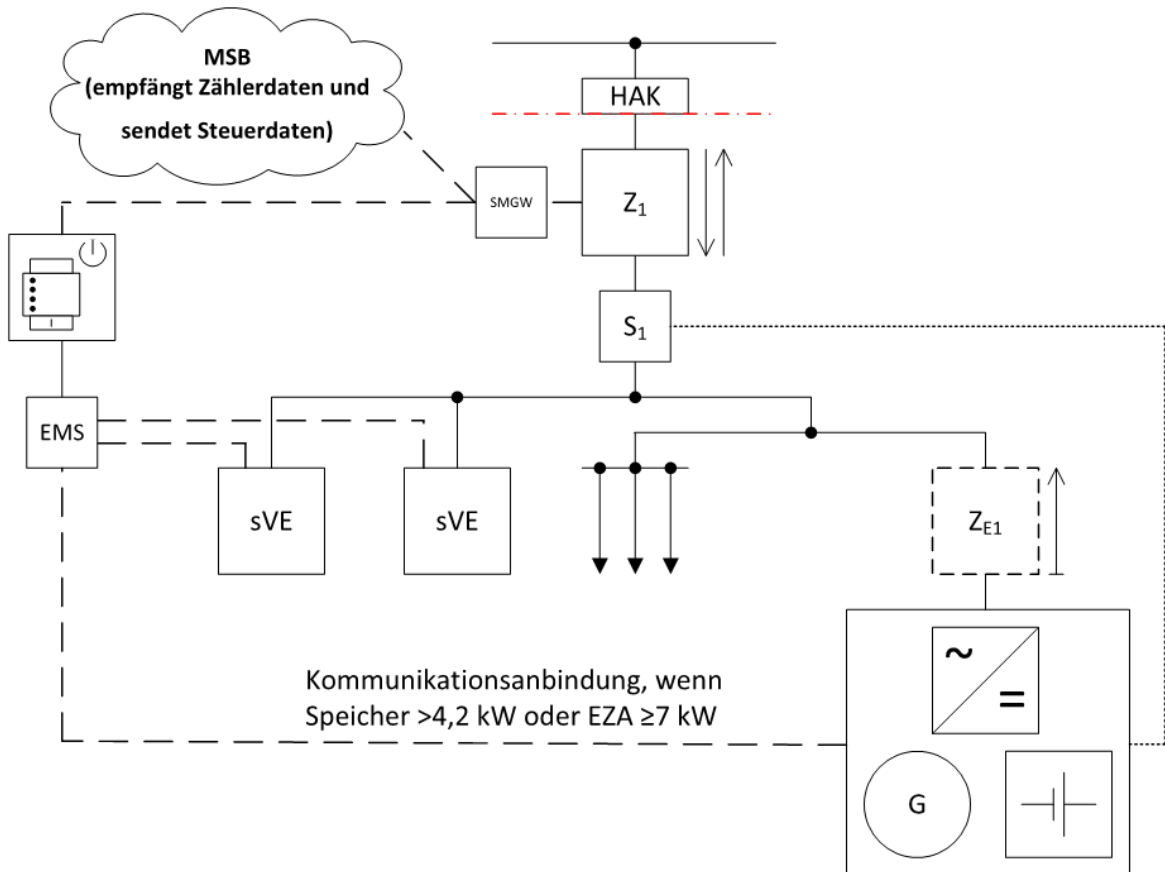 MSB
(empfängt Zählerdaten und
sendet Steuerdaten)
HAK
SMGW
Z₁
S₁
EMS
sVE
sVE
Z_E1
Kommunikationsanbindung, wenn
Speicher >4,2 kW oder EZA ≥7 kW
~
=
G